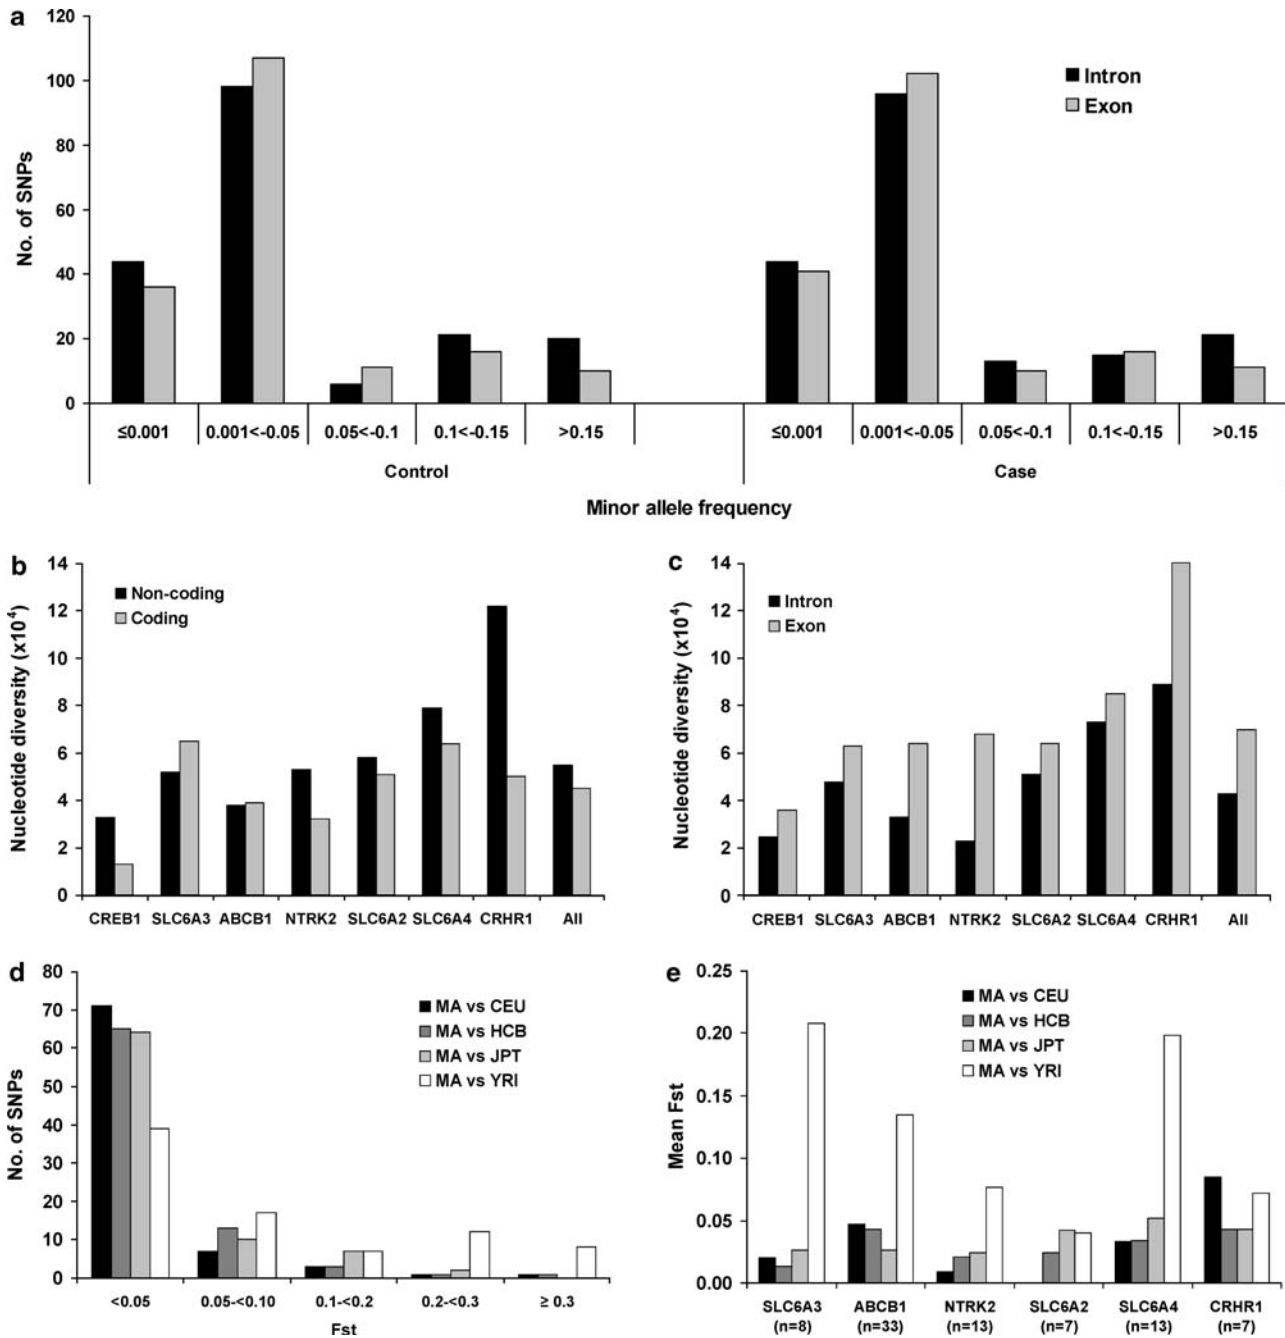 a
120
100
80
60
40
20
0
No. of SNPs
Intron
Exon
≤0.001 0.001<-0.05 0.05<-0.1 0.1<-0.15 >0.15 ≤0.001 0.001<-0.05 0.05<-0.1 0.1<-0.15 >0.15
Control Case
Minor allele frequency
b
14
12
10
8
6
4
2
0
Nucleotide diversity (x10⁴)
Non-coding
Coding
CREB1 SLC6A3 ABCB1 NTRK2 SLC6A2 SLC6A4 CRHR1 All
c
14
12
10
8
6
4
2
0
Nucleotide diversity (x10⁴)
Intron
Exon
CREB1 SLC6A3 ABCB1 NTRK2 SLC6A2 SLC6A4 CRHR1 All
d
80
70
60
50
40
30
20
10
0
No. of SNPs
MA vs CEU
MA vs HCB
MA vs JPT
MA vs YRI
<0.05 0.05-<0.10 0.1-<0.2 0.2-<0.3 ≥ 0.3
Fst
e
0.25
0.20
0.15
0.10
0.05
0.00
Mean Fst
MA vs CEU
MA vs HCB
MA vs JPT
MA vs YRI
SLC6A3 ABCB1 NTRK2 SLC6A2 SLC6A4 CRHR1
(n=8) (n=33) (n=13) (n=7) (n=13) (n=7)